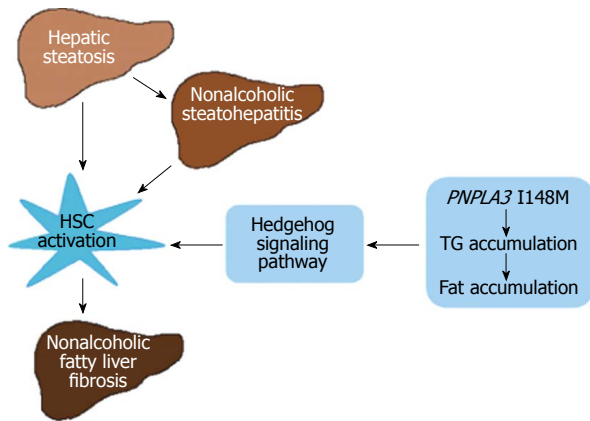 Hepatic
steatosis
Nonalcoholic
steatohepatitis
HSC
activation
Hedgehog
signaling
pathway
PNPLA3 I148M
TG accumulation
Fat accumulation
Nonalcoholic
fatty liver
fibrosis